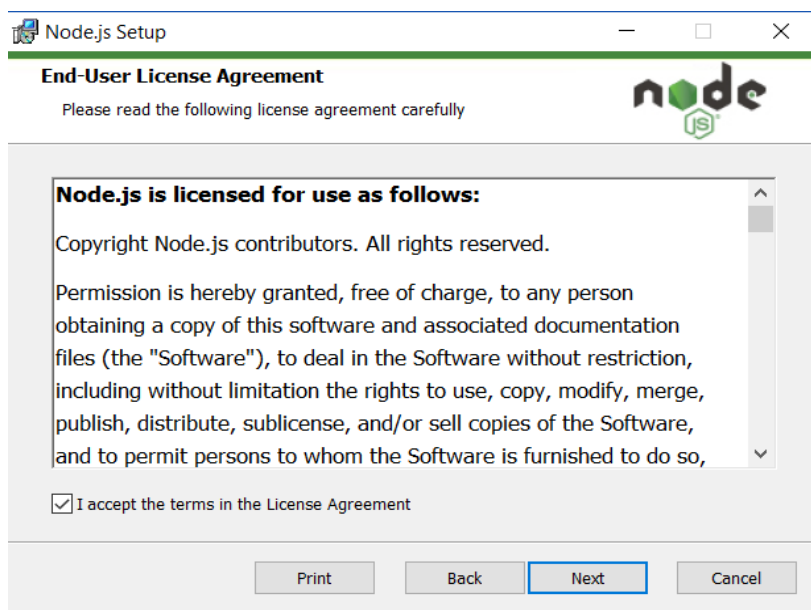 Node.js Setup
End-User License Agreement
Please read the following license agreement carefully
node
JS
Node.js is licensed for use as follows:
Copyright Node.js contributors. All rights reserved.
Permission is hereby granted, free of charge, to any person
obtaining a copy of this software and associated documentation
files (the "Software"), to deal in the Software without restriction,
including without limitation the rights to use, copy, modify, merge,
publish, distribute, sublicense, and/or sell copies of the Software,
and to permit persons to whom the Software is furnished to do so,
I accept the terms in the License Agreement
Print Back Next Cancel